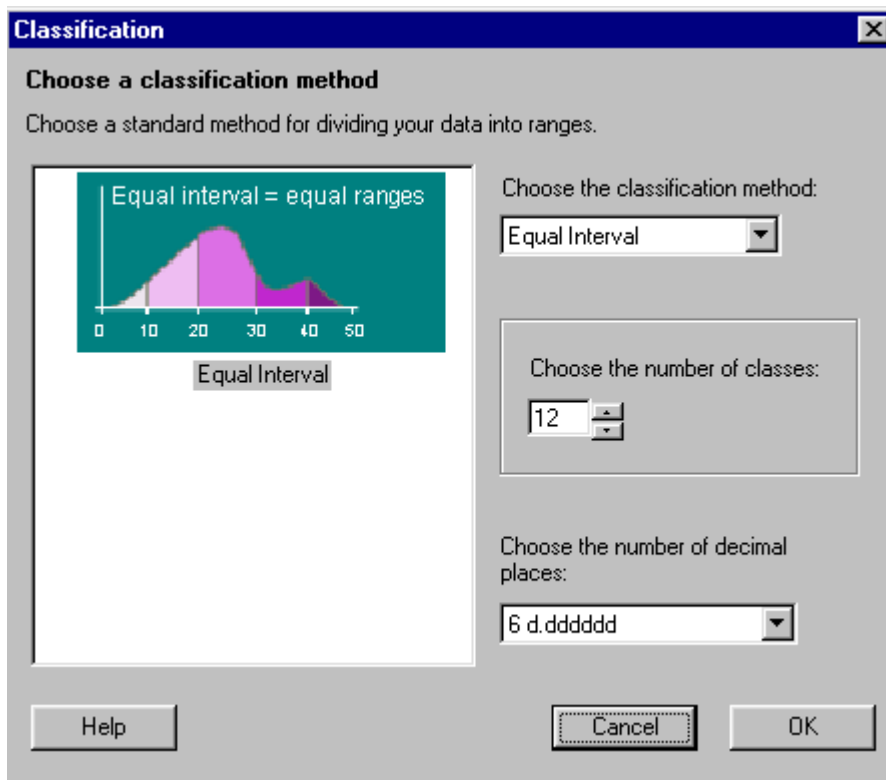 Classification
Choose a classification method
Choose a standard method for dividing your data into ranges.
Equal interval = equal ranges
0 10 20 30 40 50
Equal Interval
Choose the classification method:
Equal Interval
Choose the number of classes:
12
Choose the number of decimal
places:
6 d.dddddd
Help
Cancel
OK